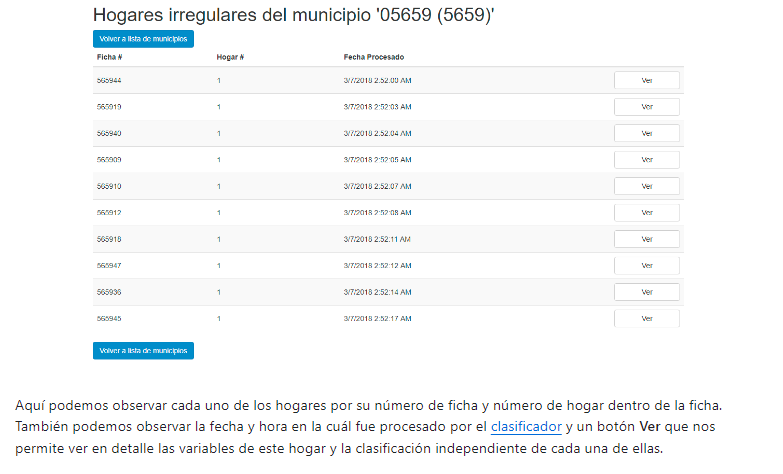 Hogares irregulares del municipio '05659 (5659)'
Volver a lista de municipios
Ficha # Hogar # Fecha Procesado
565944 1 3/7/2018 2:52:00 AM Ver
565919 1 3/7/2018 2:52:03 AM Ver
565940 1 3/7/2018 2:52:04 AM Ver
565909 1 3/7/2018 2:52:05 AM Ver
565910 1 3/7/2018 2:52:07 AM Ver
565912 1 3/7/2018 2:52:08 AM Ver
565918 1 3/7/2018 2:52:11 AM Ver
565947 1 3/7/2018 2:52:12 AM Ver
565936 1 3/7/2018 2:52:14 AM Ver
565945 1 3/7/2018 2:52:17 AM Ver
Volver a lista de municipios
Aquí podemos observar cada uno de los hogares por su número de ficha y número de hogar dentro de la ficha.
También podemos observar la fecha y hora en la cuál fue procesado por el clasificador y un botón Ver que nos
permite ver en detalle las variables de este hogar y la clasificación independiente de cada una de ellas.